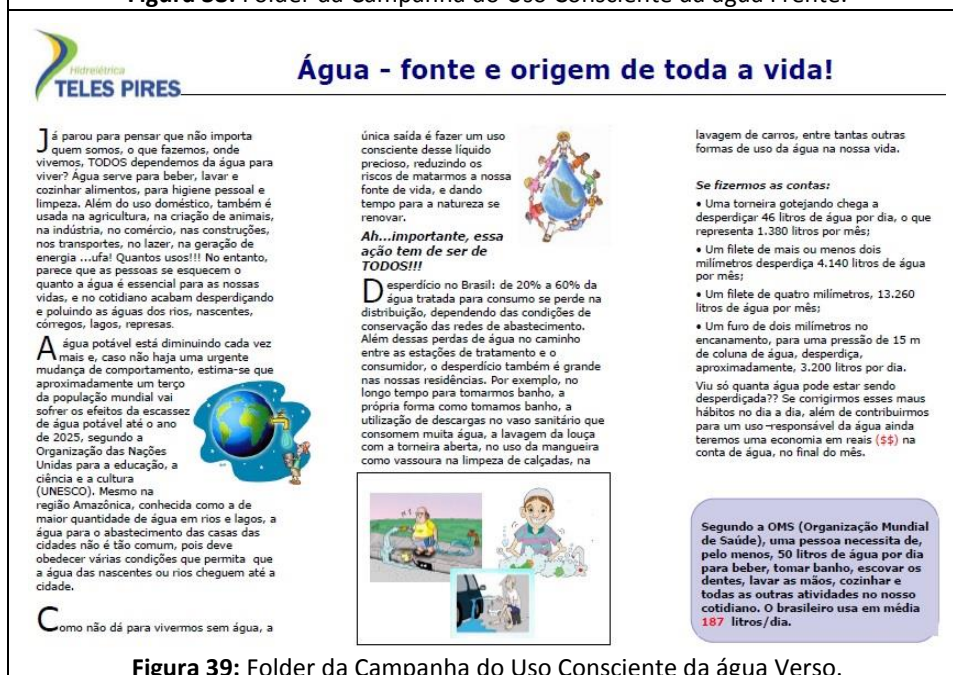 Figura 38: Folder da Campanha do Uso Consciente da água Frente.
Hidrelétrica
TELES PIRES
Água - fonte e origem de toda a vida!
Já parou para pensar que não importa
quem somos, o que fazemos, onde
vivemos, TODOS dependemos da água para
viver? Água serve para beber, lavar e
cozinhar alimentos, para higiene pessoal e
limpeza. Além do uso doméstico, também é
usada na agricultura, na criação de animais,
na indústria, no comércio, nas construções,
nos transportes, no lazer, na geração de
energia ...ufa! Quantos usos!!! No entanto,
parece que as pessoas se esquecem o
quanto a água é essencial para as nossas
vidas, e no cotidiano acabam desperdiçando
e poluindo as águas dos rios, nascentes,
córregos, lagos, represas.
A água potável está diminuindo cada vez
mais e, caso não haja uma urgente
mudança de comportamento, estima-se que
aproximadamente um terço
da população mundial vai
sofrer os efeitos da escassez
de água potável até o ano
de 2025, segundo a
Organização das Nações
Unidas para a educação, a
ciência e a cultura
(UNESCO). Mesmo na
região Amazônica, conhecida como a de
maior quantidade de água em rios e lagos, a
água para o abastecimento das casas das
cidades não é tão comum, pois deve
obedecer várias condições que permita que
a água das nascentes ou rios cheguem até a
cidade.
Como não dá para vivermos sem água, a
única saída é fazer um uso
consciente desse líquido
precioso, reduzindo os
riscos de matarmos a nossa
fonte de vida, e dando
tempo para a natureza se
renovar.
Ah...importante, essa
ação tem de ser de
TODOS!!!
Desperdício no Brasil: de 20% a 60% da
água tratada para consumo se perde na
distribuição, dependendo das condições de
conservação das redes de abastecimento.
Além dessas perdas de água no caminho
entre as estações de tratamento e o
consumidor, o desperdício também é grande
nas nossas residências. Por exemplo, no
longo tempo para tomarmos banho, a
própria forma como tomamos banho, a
utilização de descargas no vaso sanitário que
consomem muita água, a lavagem da louça
com a torneira aberta, no uso da mangueira
como vassoura na limpeza de calçadas, na
lavagem de carros, entre tantas outras
formas de uso da água na nossa vida.
Se fizermos as contas:
• Uma torneira gotejando chega a
desperdiçar 46 litros de água por dia, o que
representa 1.380 litros por mês;
• Um filete de mais ou menos dois
milímetros desperdiça 4.140 litros de água
por mês;
• Um filete de quatro milímetros, 13.260
litros de água por mês;
• Um furo de dois milímetros no
encanamento, para uma pressão de 15 m
de coluna de água, desperdiça,
aproximadamente, 3.200 litros por dia.
Viu só quanta água pode estar sendo
desperdiçada?? Se corrigirmos esses maus
hábitos no dia a dia, além de contribuirmos
para um uso –responsável da água ainda
teremos uma economia em reais ($$) na
conta de água, no final do mês.
Segundo a OMS (Organização Mundial
de Saúde), uma pessoa necessita de,
pelo menos, 50 litros de água por dia
para beber, tomar banho, escovar os
dentes, lavar as mãos, cozinhar e
todas as outras atividades no nosso
cotidiano. O brasileiro usa em média
187 litros/dia.
Figura 39: Folder da Campanha do Uso Consciente da água Verso.